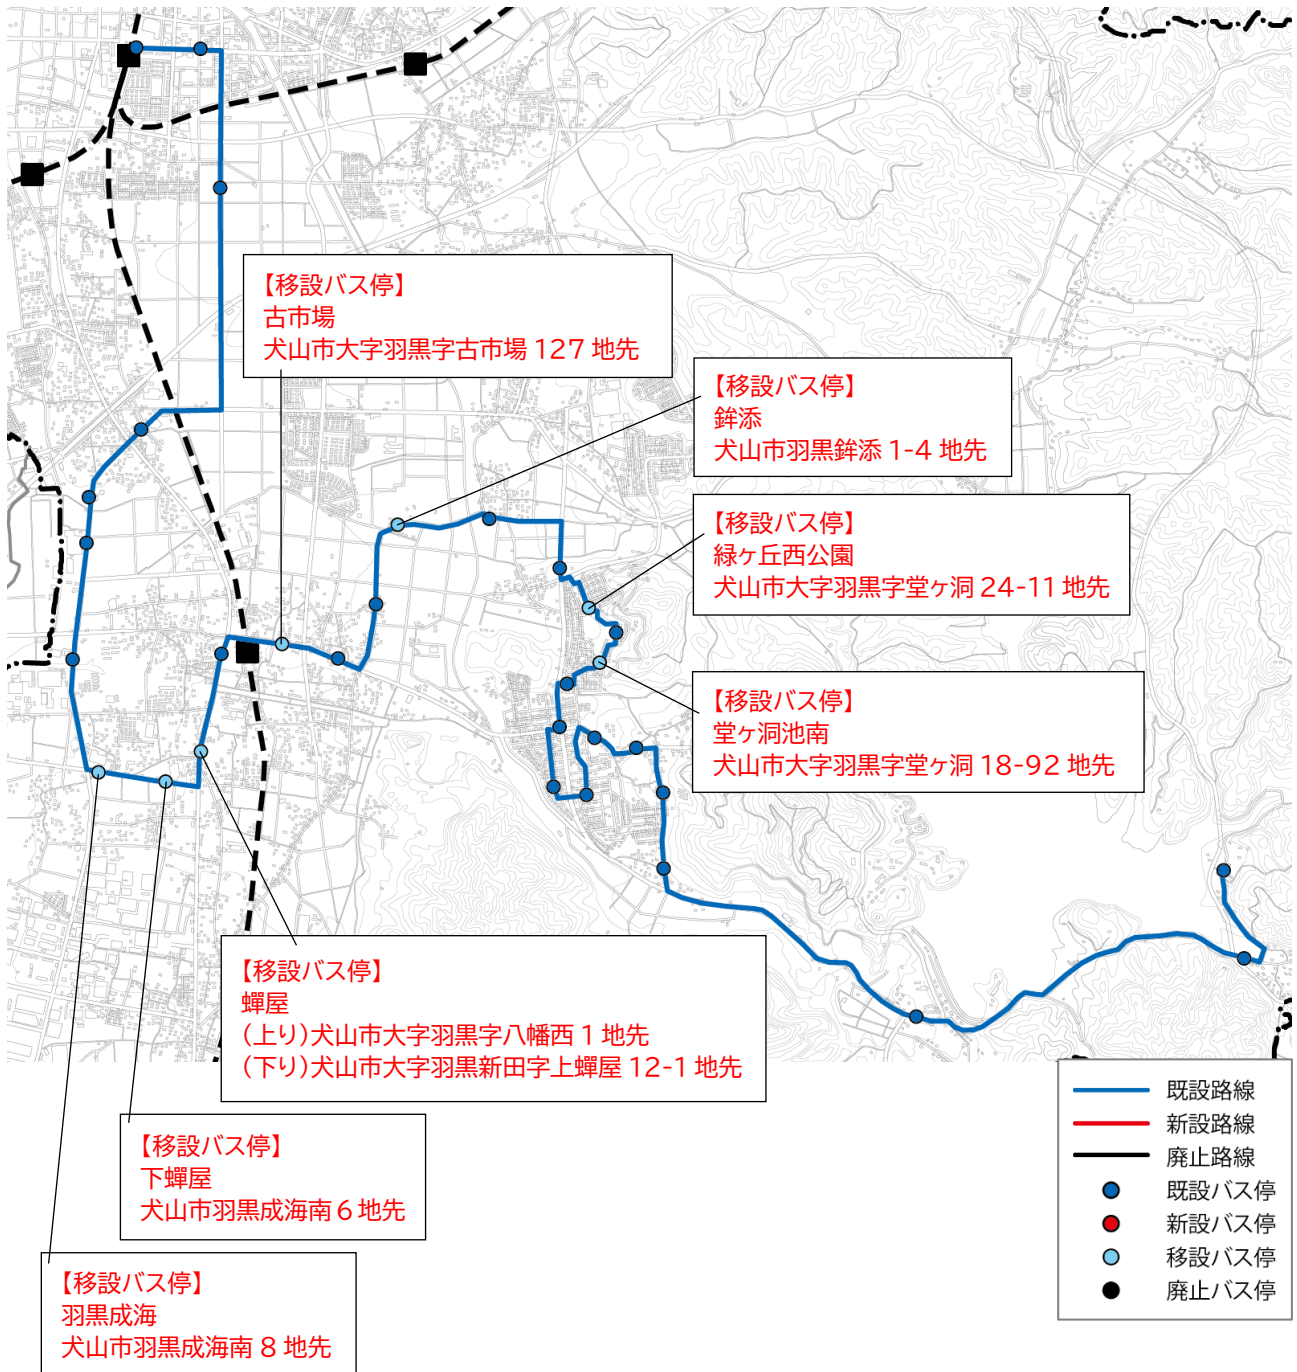 【移設バス停】
古市場
犬山市大字羽黒字古市場 127 地先
【移設バス停】
鉾添
犬山市羽黒鉾添 1-4 地先
【移設バス停】
緑ヶ丘西公園
犬山市大字羽黒字堂ヶ洞 24-11 地先
【移設バス停】
堂ヶ洞池南
犬山市大字羽黒字堂ヶ洞 18-92 地先
【移設バス停】
蟬屋
(上り)犬山市大字羽黒字八幡西 1 地先
(下り)犬山市大字羽黒新田字上蟬屋 12-1 地先
【移設バス停】
下蟬屋
犬山市羽黒成海南 6 地先
【移設バス停】
羽黒成海
犬山市羽黒成海南 8 地先
既設路線
新設路線
廃止路線
既設バス停
新設バス停
移設バス停
廃止バス停